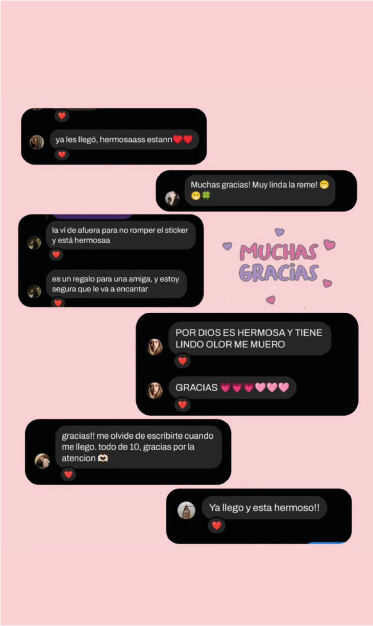 ya les llegó, hermosaass estann❤️❤️
Muchas gracias! Muy linda la reme! 😁
😁🍀
la vi de afuera para no romper el sticker
y está hermosaa
es un regalo para una amiga, y estoy
segura que le va a encantar
MUCHAS
GRACIAS
POR DIOS ES HERMOSA Y TIENE
LINDO OLOR ME MUERO
GRACIAS 💗💗💗🩷🩷🩷
gracias!! me olvide de escribirte cuando
me llego. todo de 10, gracias por la
atencion 🫶🏻
Ya llego y esta hermoso!!